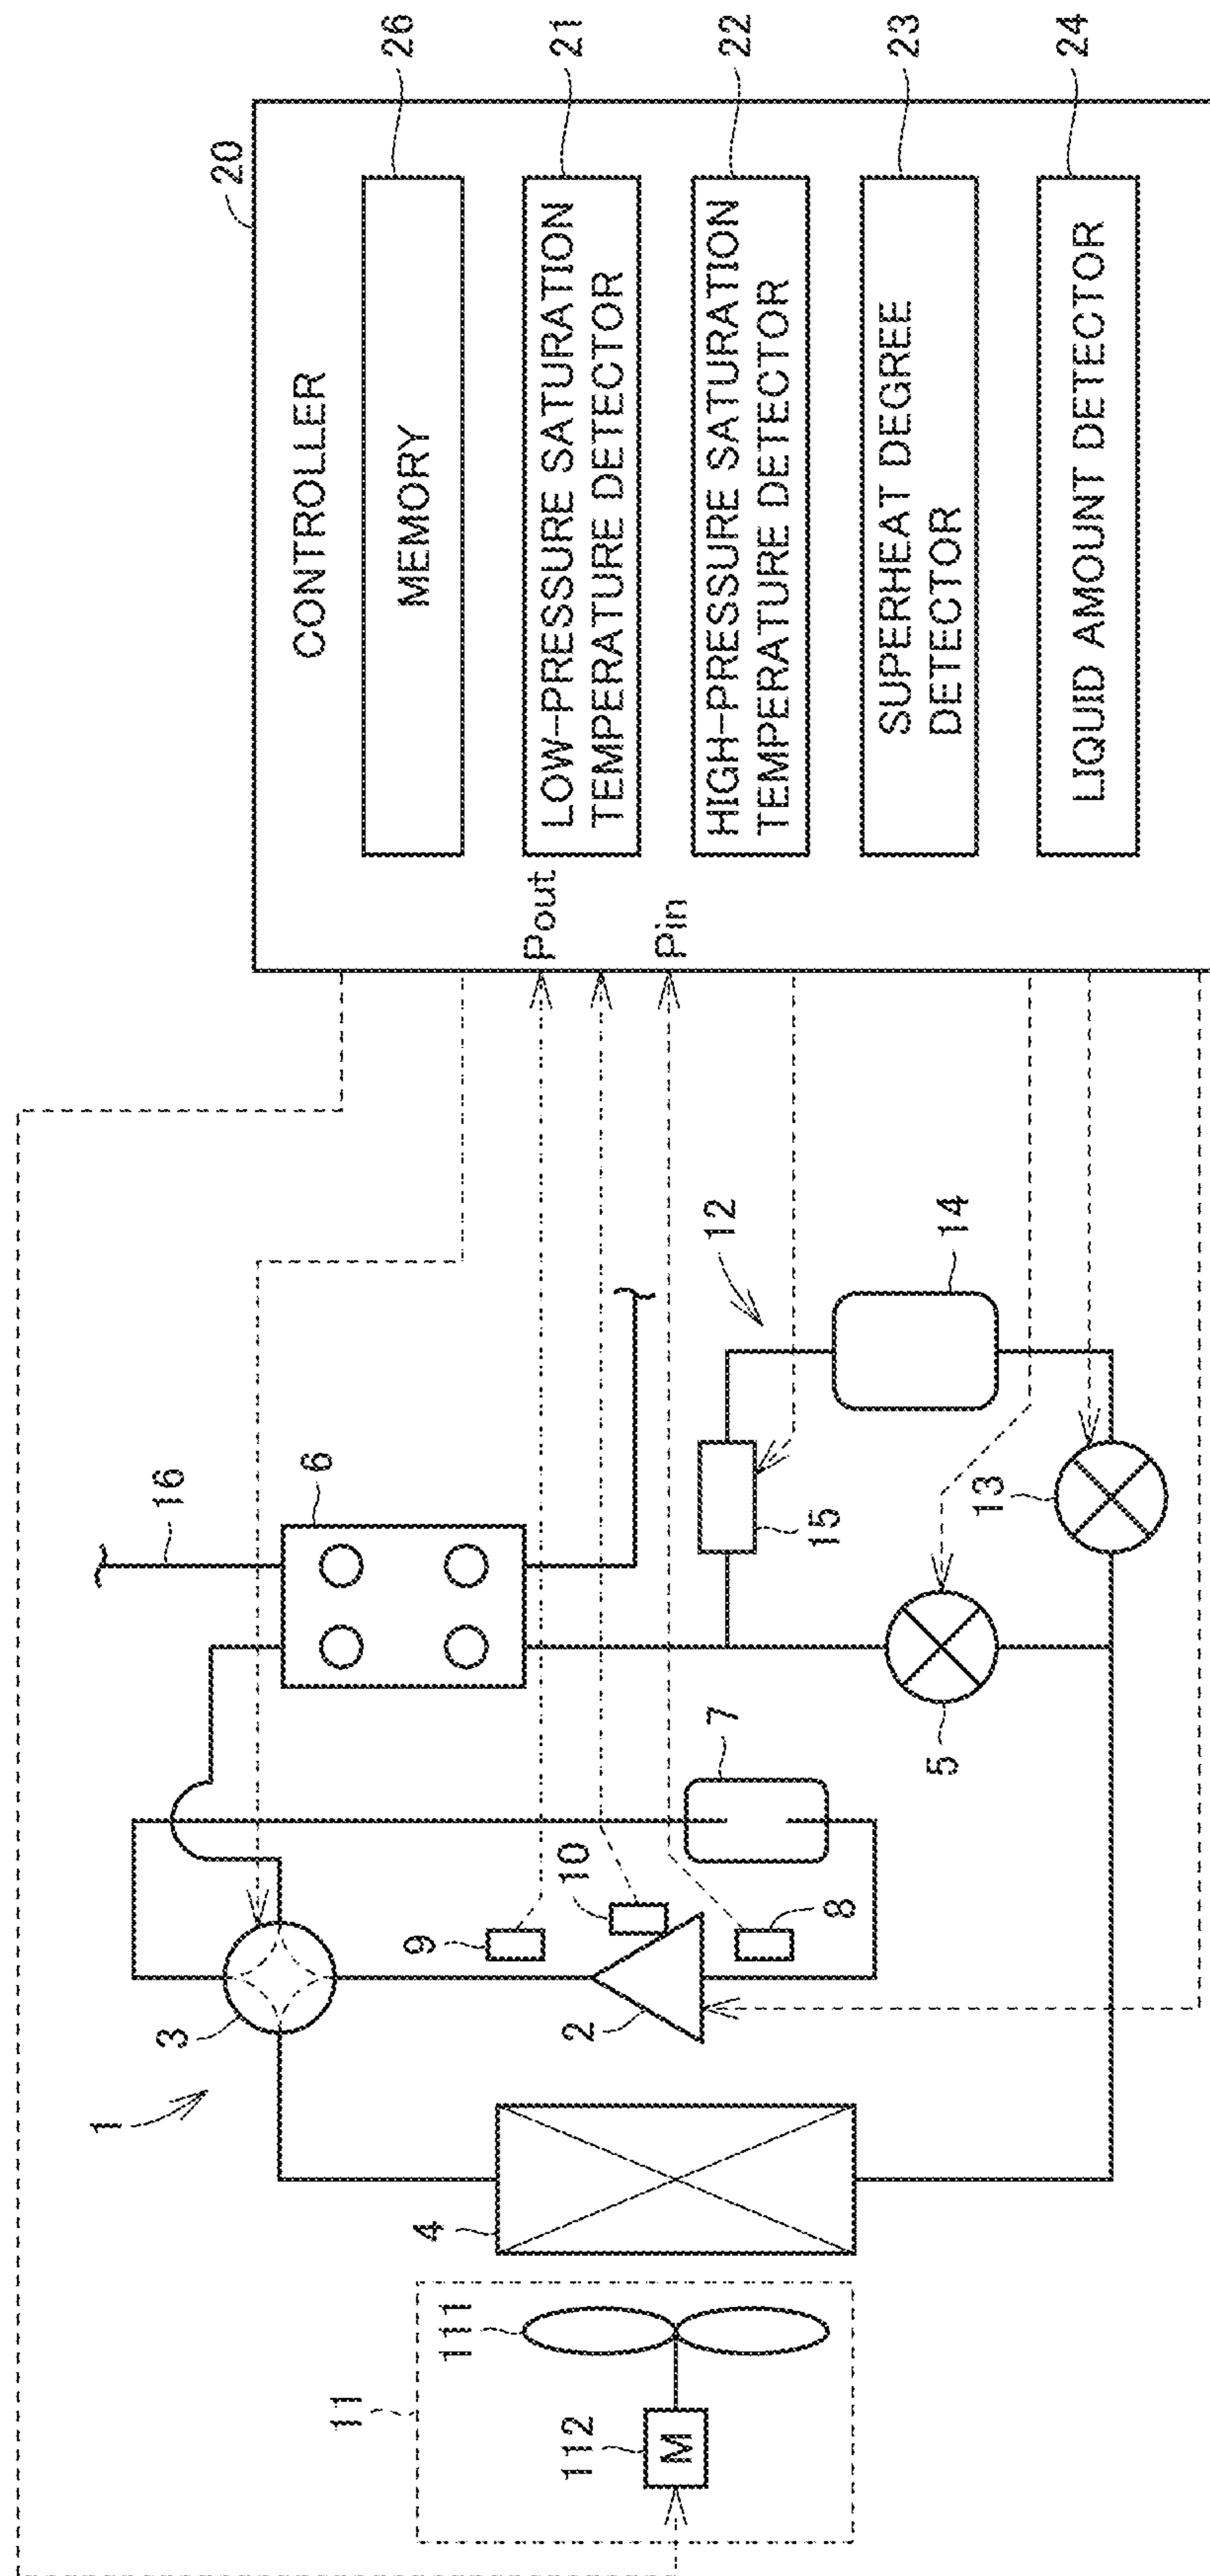 20
CONTROLLER
26
MEMORY
21
LOW-PRESSURE SATURATION
TEMPERATURE DETECTOR
22
HIGH-PRESSURE SATURATION
TEMPERATURE DETECTOR
23
SUPERHEAT DEGREE
DETECTOR
24
LIQUID AMOUNT DETECTOR
Pout
Pin
1
3
16
6
12
14
15
13
5
7
10
9
8
2
4
11
111
112
M